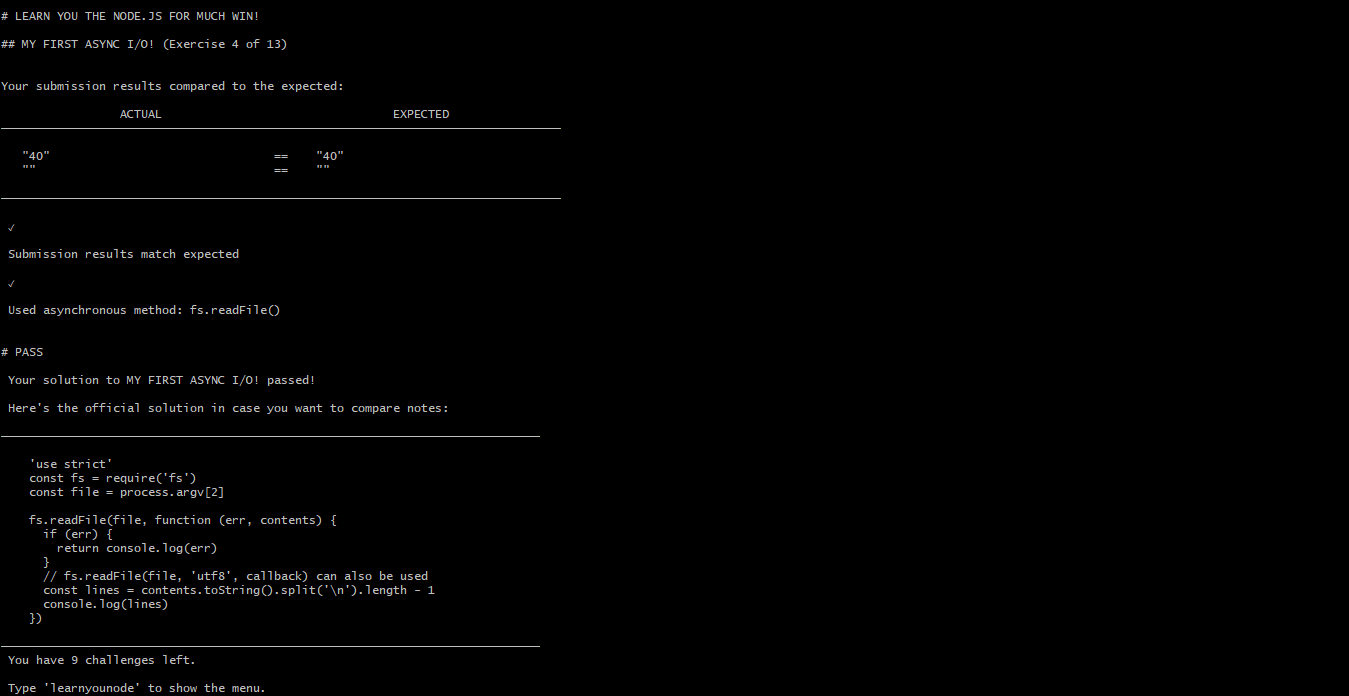 # LEARN YOU THE NODE.JS FOR MUCH WIN!
## MY FIRST ASYNC I/O! (Exercise 4 of 13)
Your submission results compared to the expected:
ACTUAL EXPECTED
"40" == "40"
"" == ""
✓
Submission results match expected
✓
Used asynchronous method: fs.readFile()
# PASS
Your solution to MY FIRST ASYNC I/O! passed!
Here's the official solution in case you want to compare notes:
'use strict'
const fs = require('fs')
const file = process.argv[2]
fs.readFile(file, function (err, contents) {
if (err) {
return console.log(err)
}
// fs.readFile(file, 'utf8', callback) can also be used
const lines = contents.toString().split('\n').length - 1
console.log(lines)
})
You have 9 challenges left.
Type 'learnyounode' to show the menu.